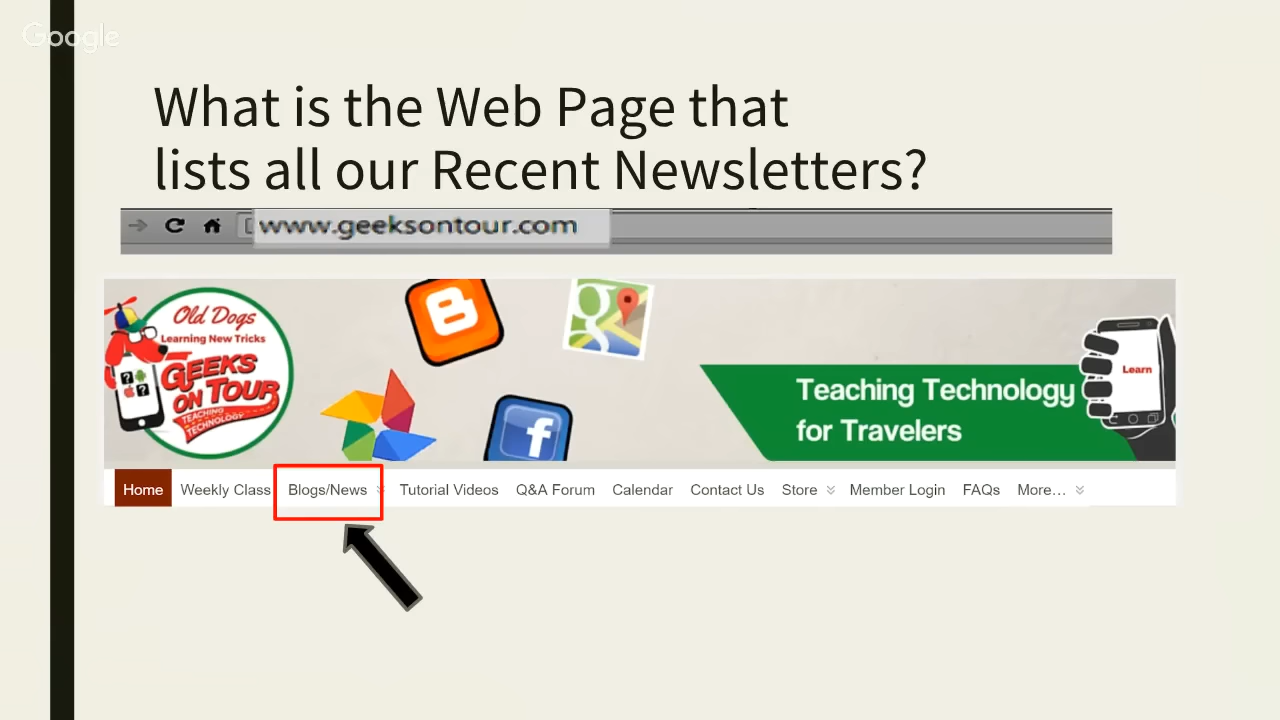 Google
What is the Web Page that
lists all our Recent Newsletters?
www.geeksontour.com
Old Dogs
Learning New Tricks
GEEKS
ON TOUR
TEACHING
TECHNOLOGY
Teaching Technology
for Travelers
Learn
Home Weekly Class Blogs/News Tutorial Videos Q&A Forum Calendar Contact Us Store Member Login FAQs More...